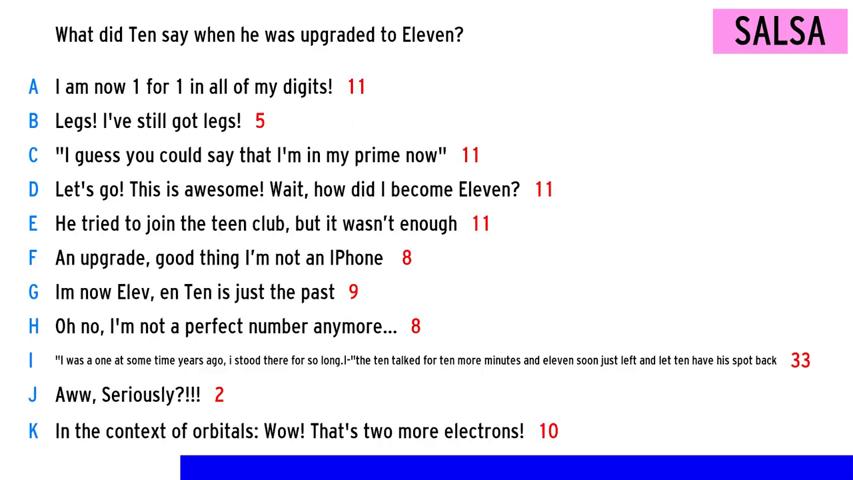 What did Ten say when he was upgraded to Eleven?
SALSA
A I am now 1 for 1 in all of my digits! 11
B Legs! I've still got legs! 5
C "I guess you could say that I'm in my prime now" 11
D Let's go! This is awesome! Wait, how did I become Eleven? 11
E He tried to join the teen club, but it wasn’t enough 11
F An upgrade, good thing I’m not an IPhone 8
G Im now Elev, en Ten is just the past 9
H Oh no, I'm not a perfect number anymore... 8
I "I was a one at some time years ago, i stood there for so long.I-"the ten talked for ten more minutes and eleven soon just left and let ten have his spot back 33
J Aww, Seriously?!!! 2
K In the context of orbitals: Wow! That's two more electrons! 10